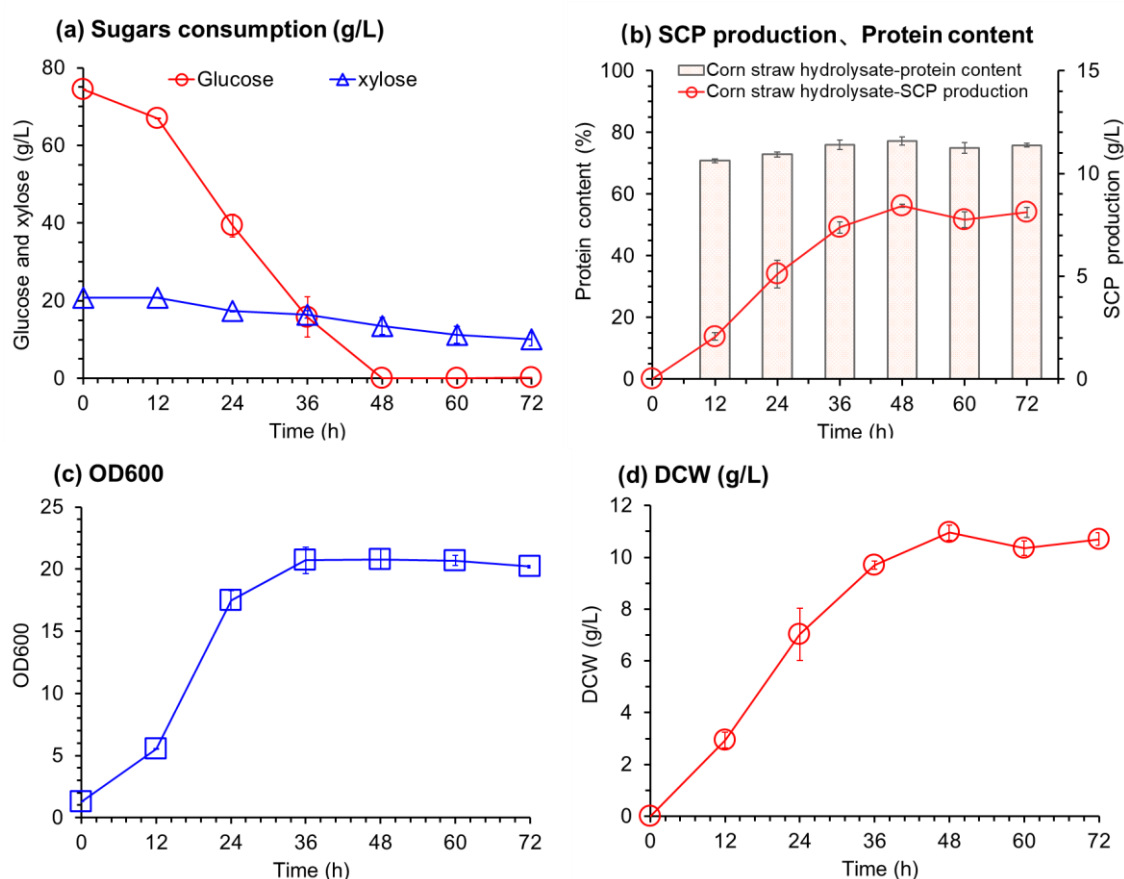 (a) Sugars consumption (g/L)
Glucose xylose
Glucose and xylose (g/L)
80
60
40
20
0
0 12 24 36 48 60 72
Time (h)
(b) SCP production、Protein content
Corn straw hydrolysate-protein content
Corn straw hydrolysate-SCP production
Protein content (%)
100
80
60
40
20
0
15
10
5
0
SCP production (g/L)
0 12 24 36 48 60 72
Time (h)
(c) OD600
OD600
25
20
15
10
5
0
0 12 24 36 48 60 72
Time (h)
(d) DCW (g/L)
DCW (g/L)
12
10
8
6
4
2
0
0 12 24 36 48 60 72
Time (h)